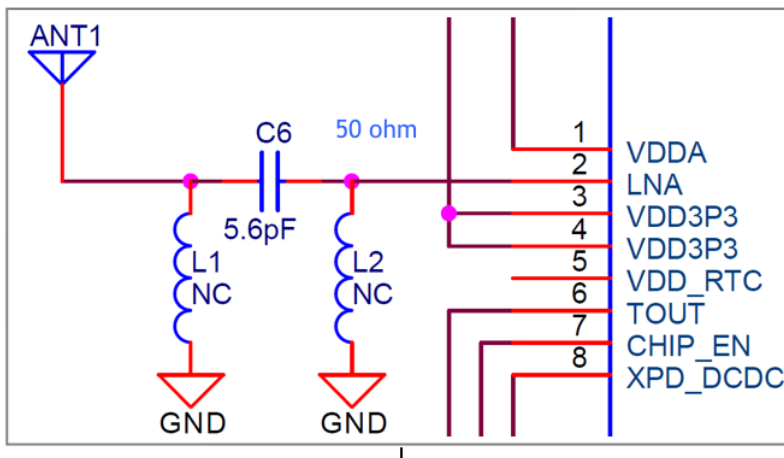 ANT1
C6
50 ohm
5.6pF
L1
NC
L2
NC
GND
GND
1
VDDA
2
LNA
3
VDD3P3
4
VDD3P3
5
VDD_RTC
6
TOUT
7
CHIP_EN
8
XPD_DCDC